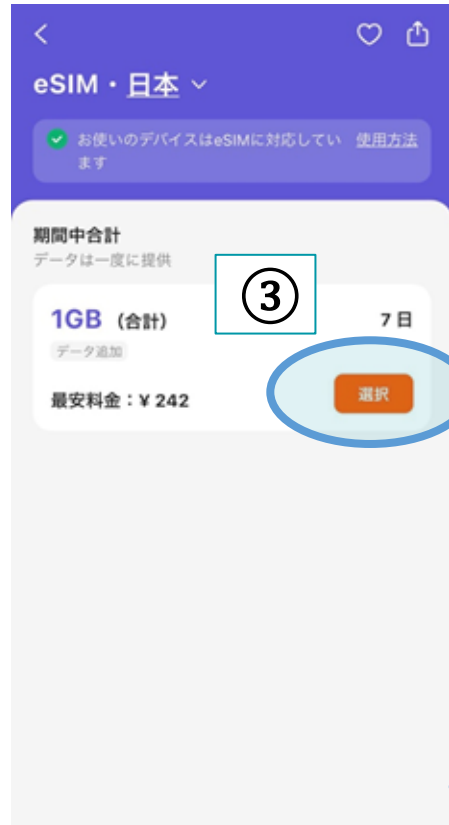 eSIM・日本
お使いのデバイスはeSIMに対応してい 使用方法
ます
期間中合計
データは一度に提供
③
1GB（合計） 7日
データ追加
最安料金：¥ 242 選択